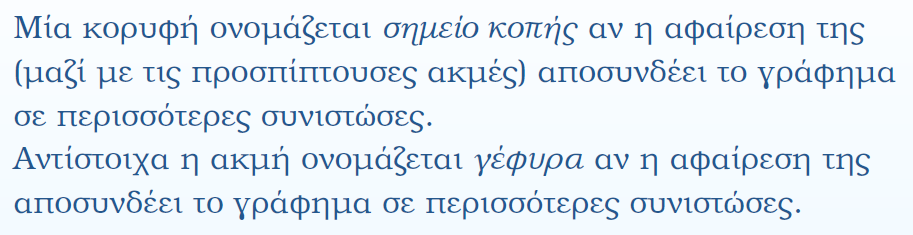 Μία κορυφή ονομάζεται σημείο κοπής αν η αφαίρεση της
(μαζί με τις προσπίπτουσες ακμές) αποσυνδέει το γράφημα
σε περισσότερες συνιστώσες.
Αντίστοιχα η ακμή ονομάζεται γέφυρα αν η αφαίρεση της
αποσυνδέει το γράφημα σε περισσότερες συνιστώσες.